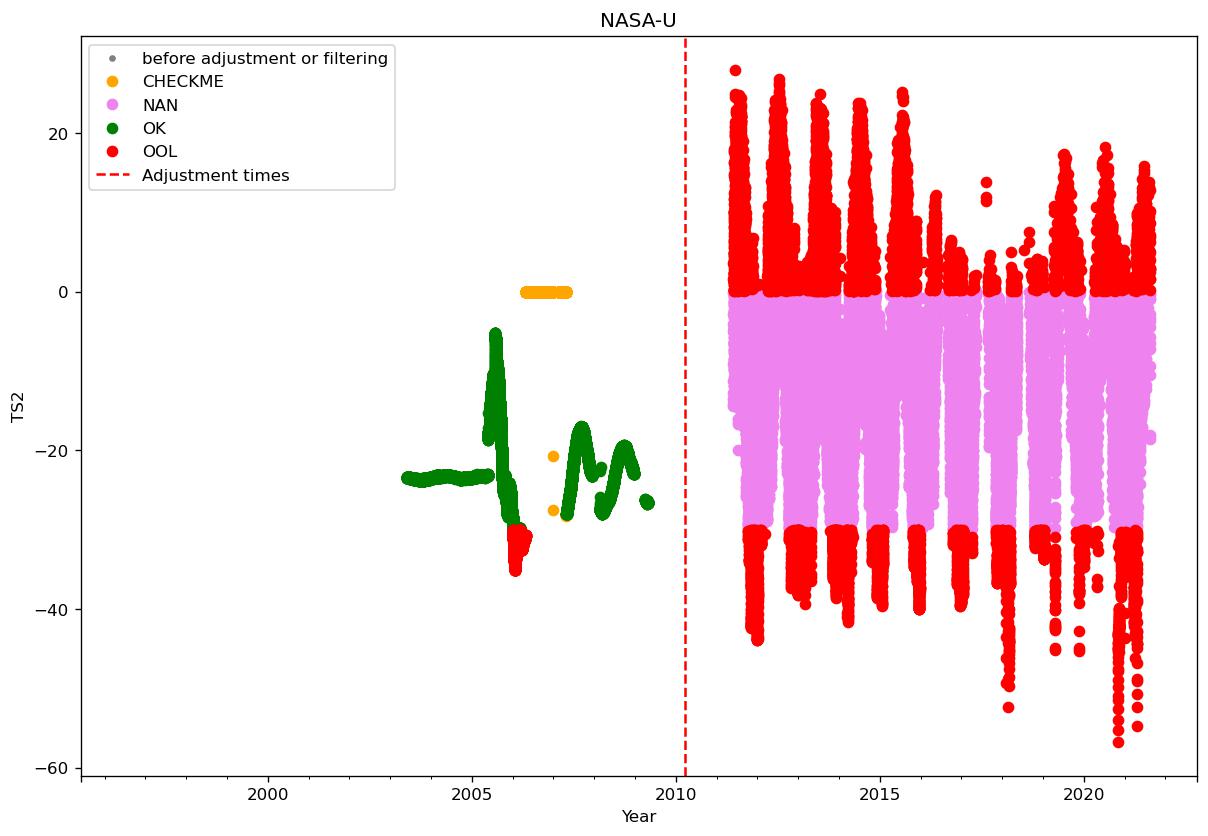 NASA-U
before adjustment or filtering
CHECKME
NAN
OK
OOL
Adjustment times
20
0
−20
−40
−60
TS2
2000
2005
2010
2015
2020
Year